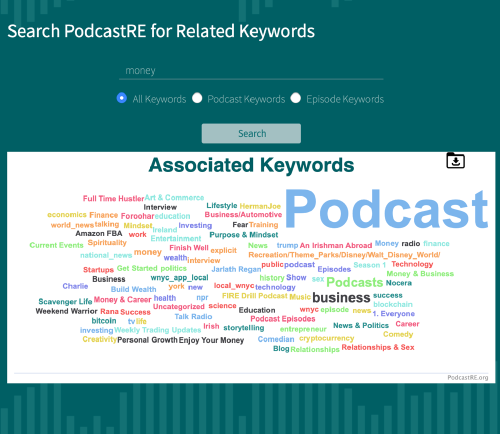 Search PodcastRE for Related Keywords
money
All Keywords Podcast Keywords Episode Keywords
Search
Associated Keywords
Full Time Hustler Art & Commerce
Interview Lifestyle HermanJoe
economics Finance Foroohar education Business/Automotive Podcast
world_news talking Mindset Investing Fear Training
Amazon FBA work Ireland Purpose & Mindset
Current Events Spirituality Entertainment Finish Well explicit News trump An Irishman Abroad Money radio finance
national_news money wealth interview Recreation/Theme_Parks/Disney/Walt_Disney_World/
Startups Get Started politics Jarlath Regan public podcast Episodes Season 1 Technology
Business wnyc_app_local history Show sex Money & Business
Charlie Build Wealth york new local_wnyc technology Podcasts Nocera
Scavenger Life Money & Career health npr FIRE Drill Podcast Music business success
Weekend Warrior Rana Success Uncategorized science Education wnyc episode news blockchain
bitcoin tv life Talk Radio Podcast Episodes 1. Everyone
investing Weekly Trading Updates Irish storytelling entrepreneur News & Politics Career
Creativity Personal Growth Enjoy Your Money Comedian cryptocurrency Comedy
Blog Relationships Relationships & Sex
PodcastRE.org